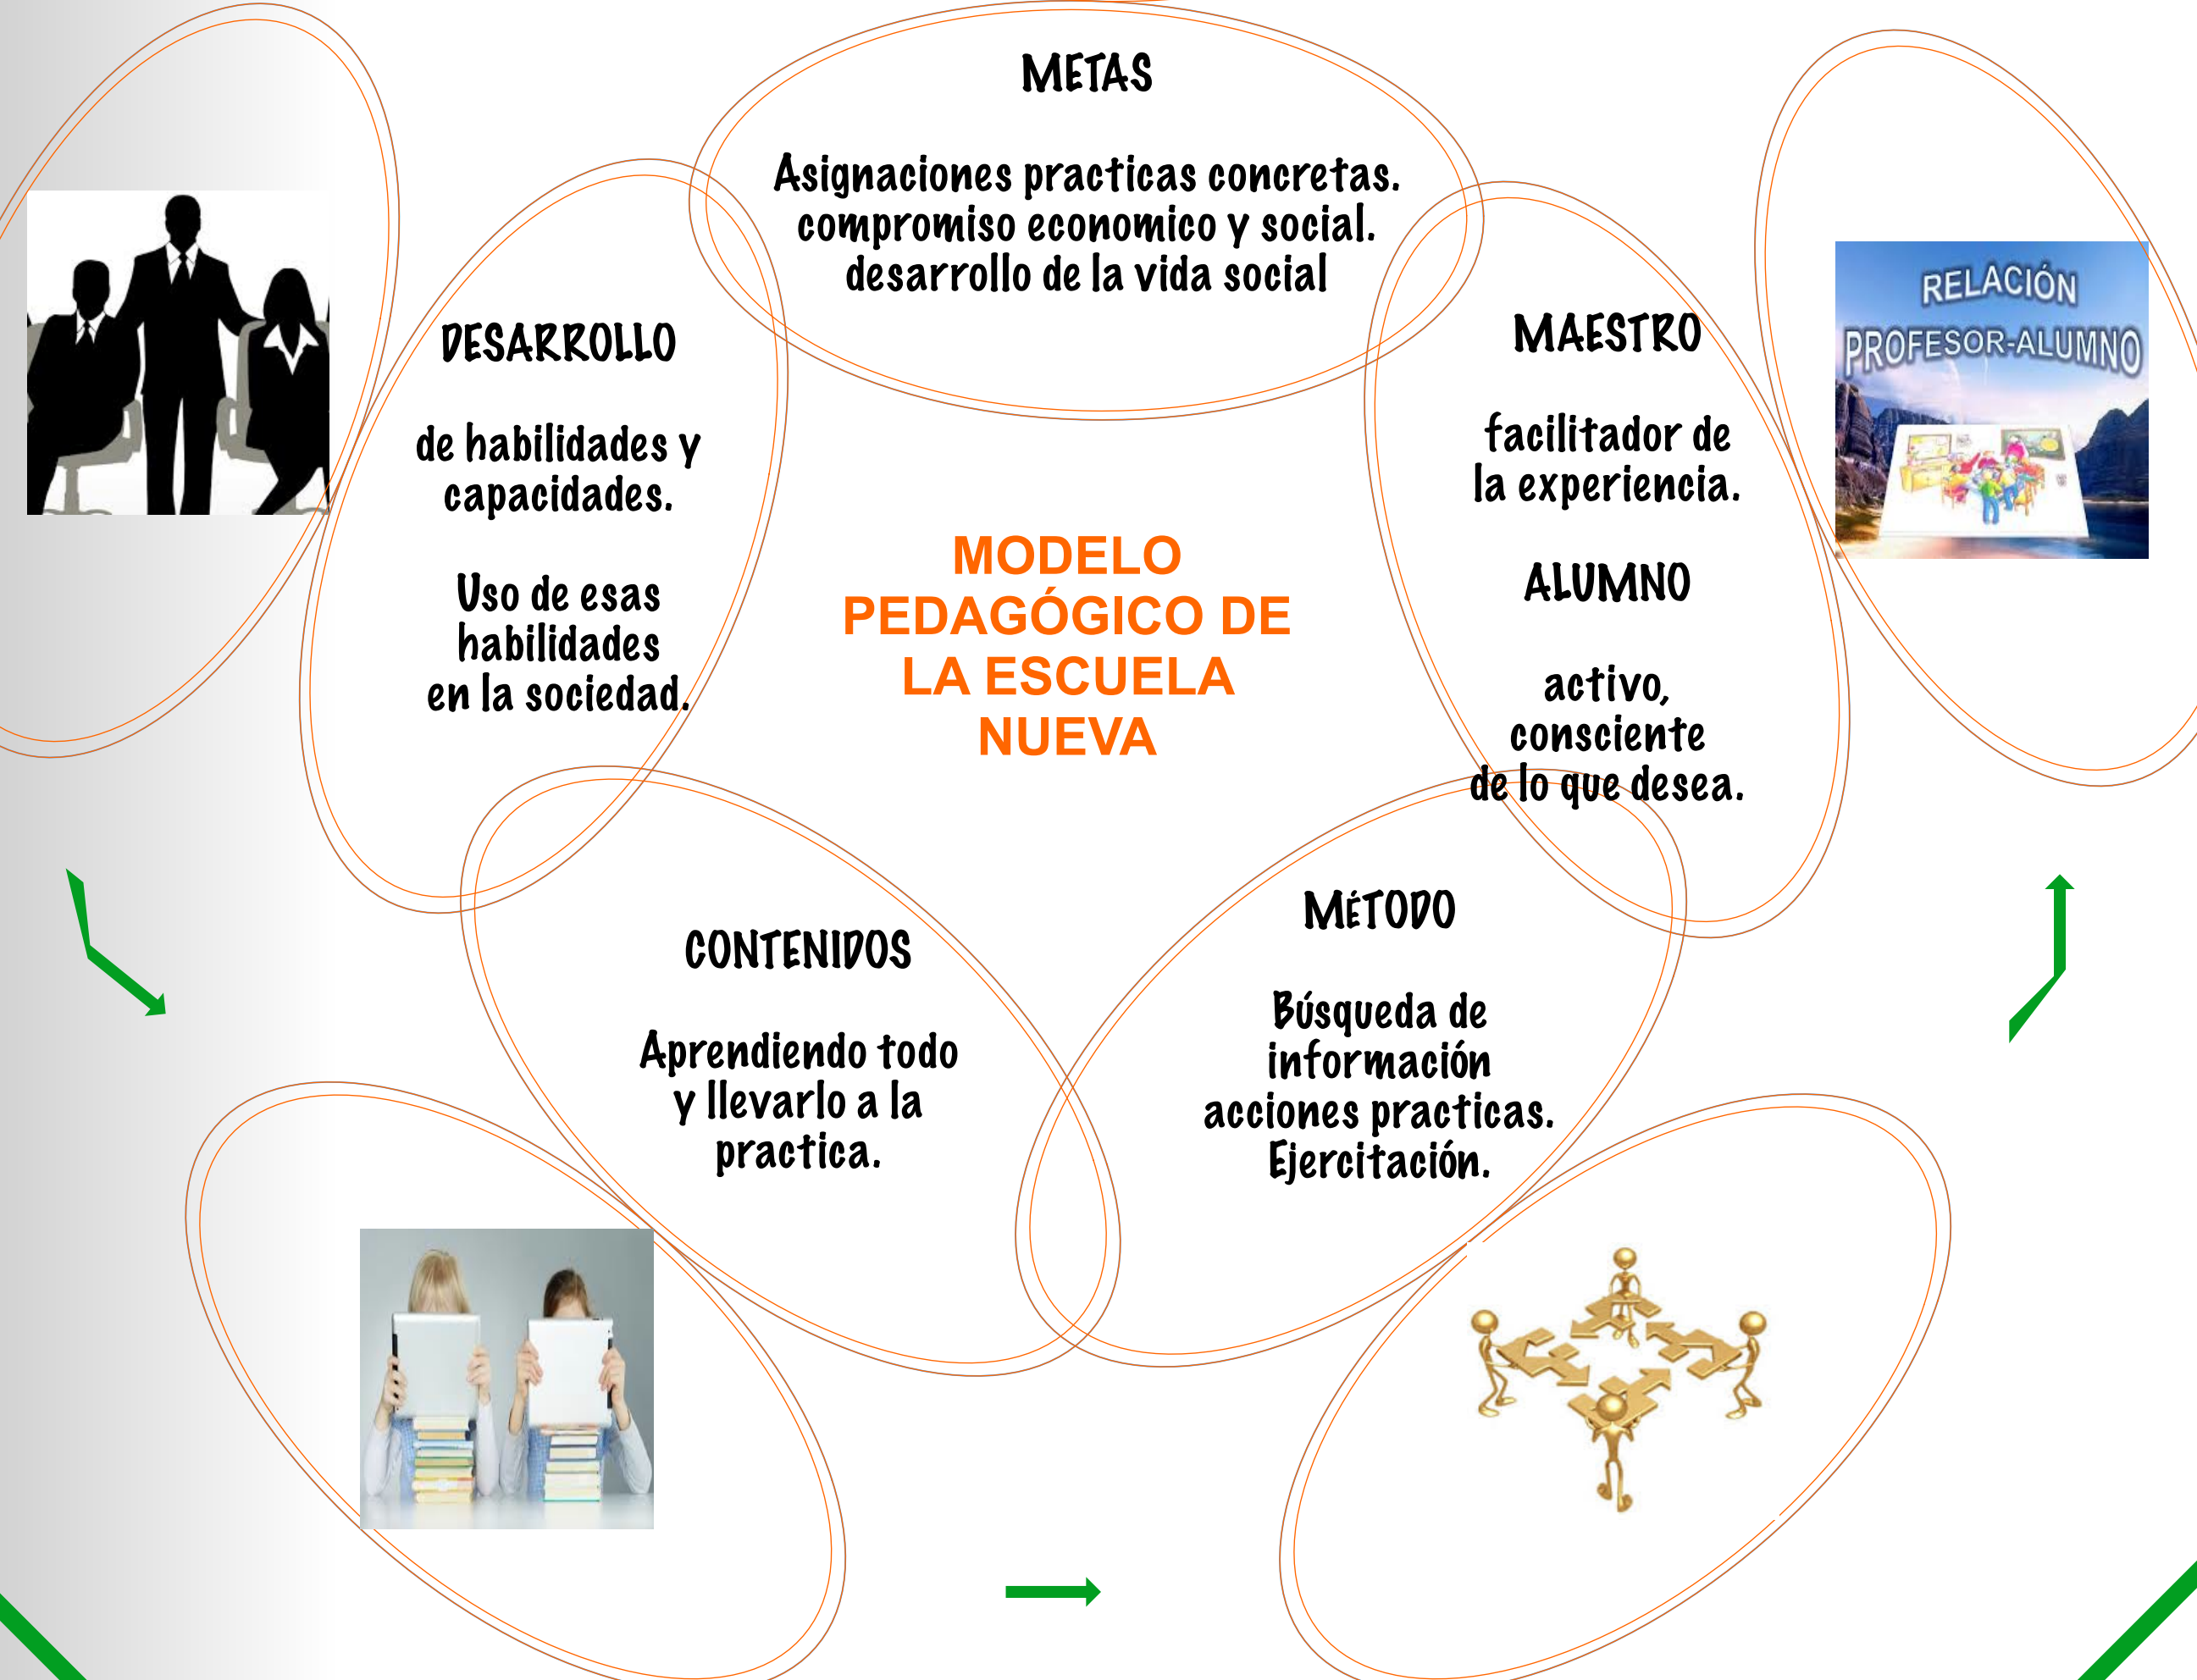 METAS
Asignaciones practicas concretas.
compromiso economico y social.
desarrollo de la vida social
DESARROLLO
de habilidades y
capacidades.
Uso de esas
habilidades
en la sociedad.
MODELO
PEDAGÓGICO DE
LA ESCUELA
NUEVA
MAESTRO
facilitador de
la experiencia.
ALUMNO
activo,
consciente
de lo que desea.
RELACIÓN
PROFESOR-ALUMNO
CONTENIDOS
Aprendiendo todo
y llevarlo a la
practica.
MÉTODO
Búsqueda de
información
acciones practicas.
Ejercitación.